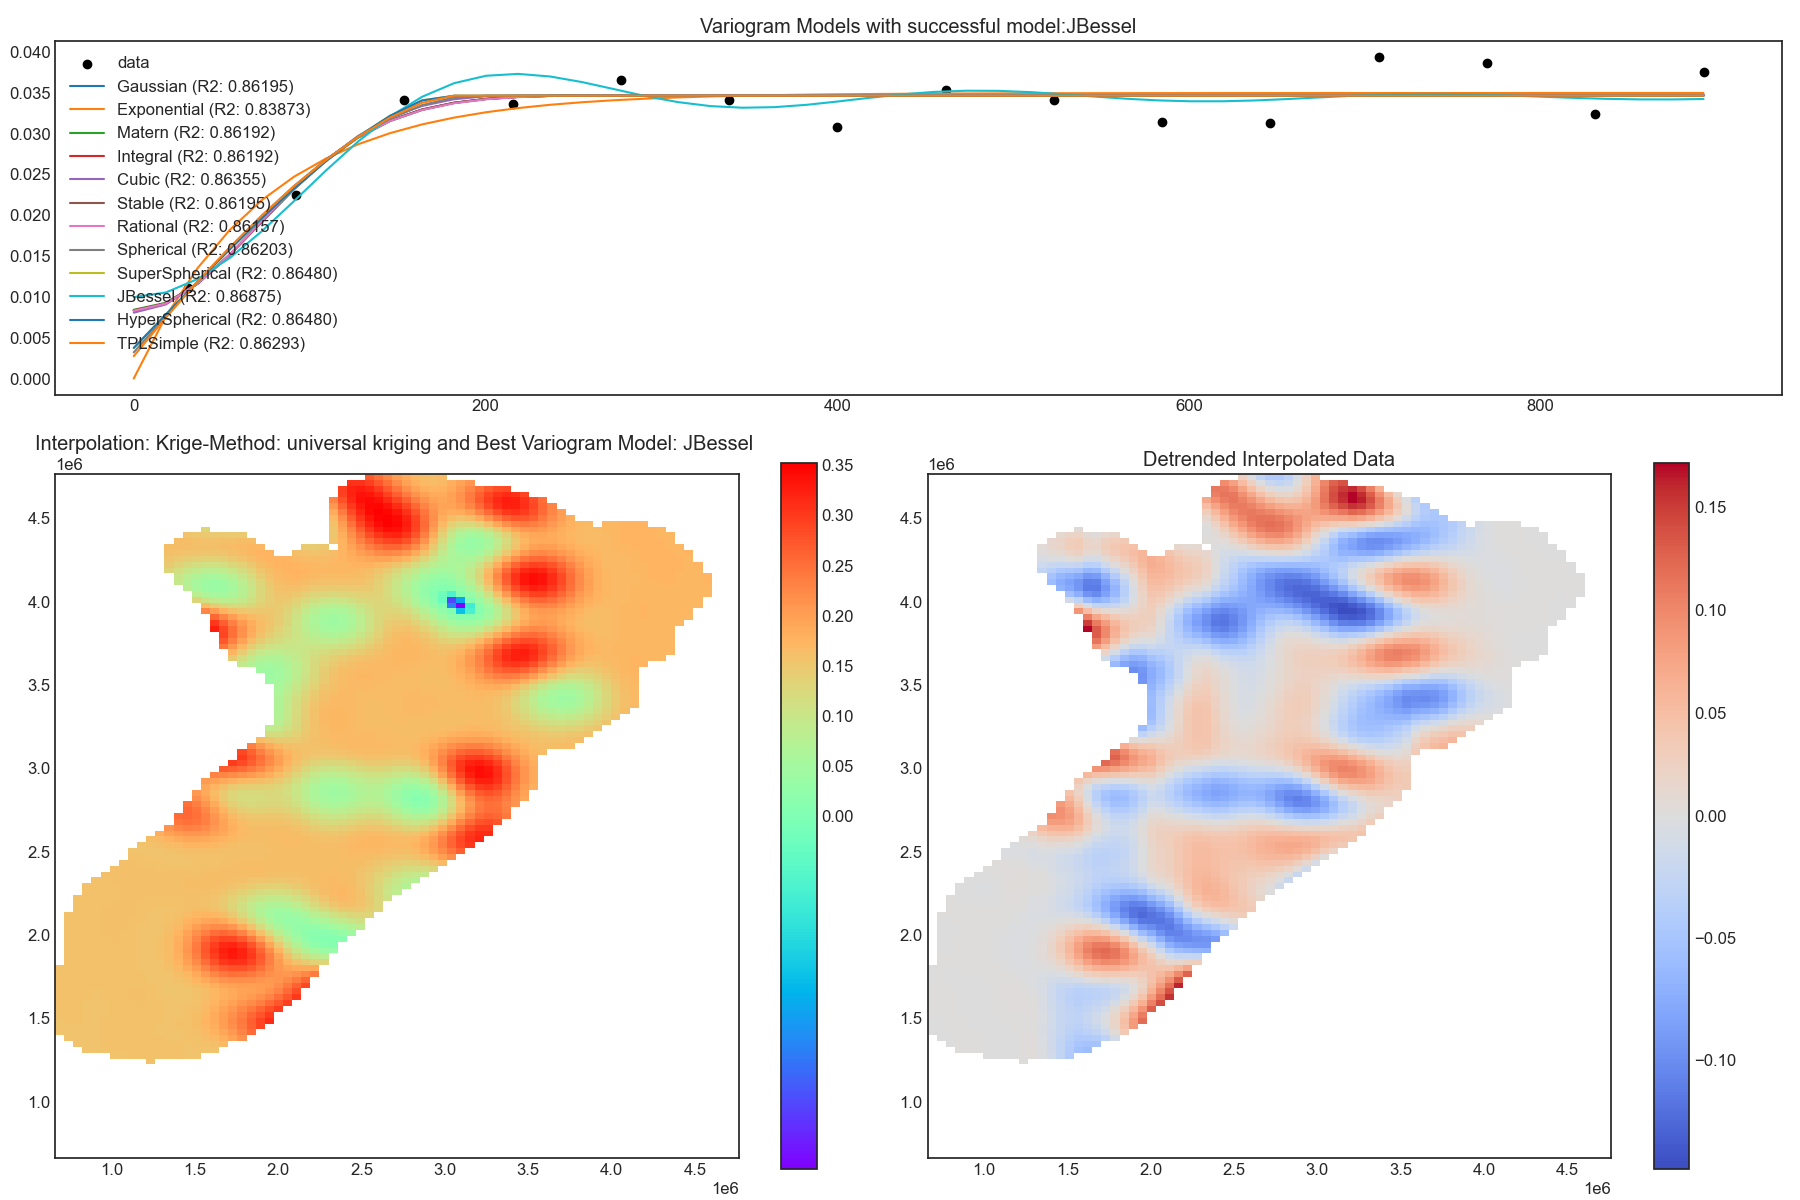 Variogram Models with successful model:JBessel
0.040
0.035
0.030
0.025
0.020
0.015
0.010
0.005
0.000
data
Gaussian (R2: 0.86195)
Exponential (R2: 0.83873)
Matern (R2: 0.86192)
Integral (R2: 0.86192)
Cubic (R2: 0.86355)
Stable (R2: 0.86195)
Rational (R2: 0.86157)
Spherical (R2: 0.86203)
SuperSpherical (R2: 0.86480)
JBessel (R2: 0.86875)
HyperSpherical (R2: 0.86480)
TPLSimple (R2: 0.86293)
0 200 400 600 800
Interpolation: Krige-Method: universal kriging and Best Variogram Model: JBessel
1e6
4.5
4.0
3.5
3.0
2.5
2.0
1.5
1.0
1.0 1.5 2.0 2.5 3.0 3.5 4.0 4.5
1e6
0.35
0.30
0.25
0.20
0.15
0.10
0.05
0.00
Detrended Interpolated Data
1e6
4.5
4.0
3.5
3.0
2.5
2.0
1.5
1.0
1.0 1.5 2.0 2.5 3.0 3.5 4.0 4.5
1e6
0.15
0.10
0.05
0.00
−0.05
−0.10